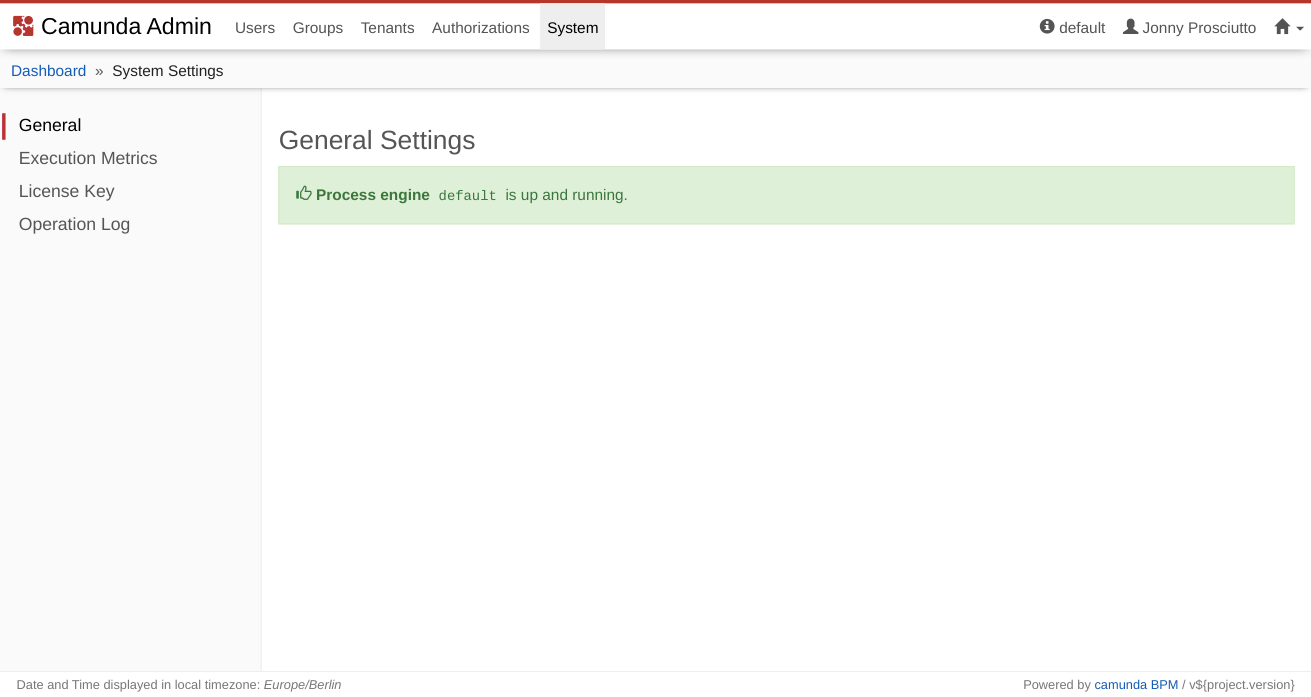 Camunda Admin Users Groups Tenants Authorizations System default Jonny Prosciutto
Dashboard » System Settings
General
Execution Metrics
License Key
Operation Log
General Settings
Process engine default is up and running.
Date and Time displayed in local timezone: Europe/Berlin
Powered by camunda BPM / v${project.version}